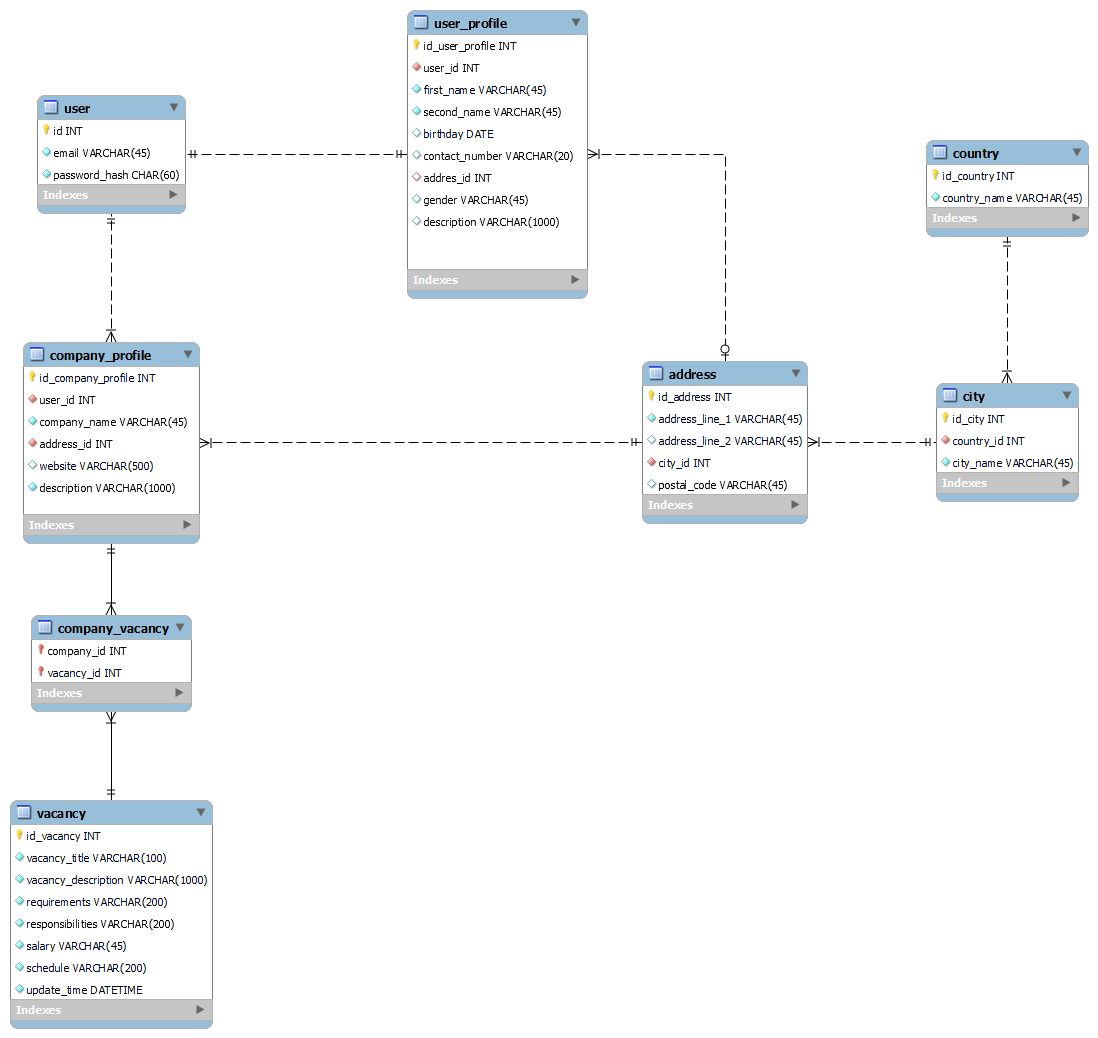 user_profile
id_user_profile INT
user_id INT
first_name VARCHAR(45)
second_name VARCHAR(45)
birthday DATE
contact_number VARCHAR(20)
addres_id INT
gender VARCHAR(45)
description VARCHAR(1000)
Indexes
user
id INT
email VARCHAR(45)
password_hash CHAR(60)
Indexes
country
id_country INT
country_name VARCHAR(45)
Indexes
company_profile
id_company_profile INT
user_id INT
company_name VARCHAR(45)
address_id INT
website VARCHAR(500)
description VARCHAR(1000)
Indexes
address
id_address INT
address_line_1 VARCHAR(45)
address_line_2 VARCHAR(45)
city_id INT
postal_code VARCHAR(45)
Indexes
city
id_city INT
country_id INT
city_name VARCHAR(45)
Indexes
company_vacancy
company_id INT
vacancy_id INT
Indexes
vacancy
id_vacancy INT
vacancy_title VARCHAR(100)
vacancy_description VARCHAR(1000)
requirements VARCHAR(200)
responsibilities VARCHAR(200)
salary VARCHAR(45)
schedule VARCHAR(200)
update_time DATETIME
Indexes